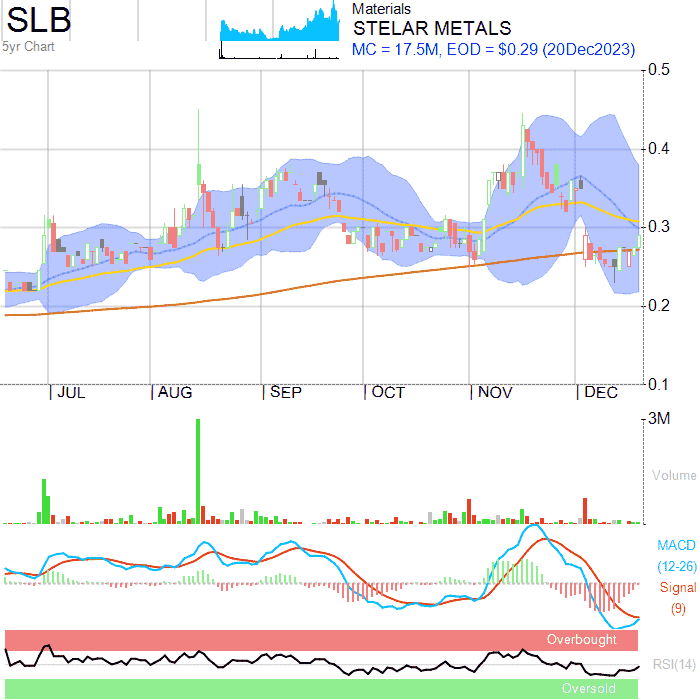 SLB
5yr Chart
Materials
STELAR METALS
MC = 17.5M, EOD = $0.29 (20Dec2023)
0.5
0.4
0.3
0.2
0.1
JUL
AUG
SEP
OCT
NOV
DEC
3M
Volume
MACD
(12-26)
Signal
(9)
Overbought
RSI(14)
Oversold